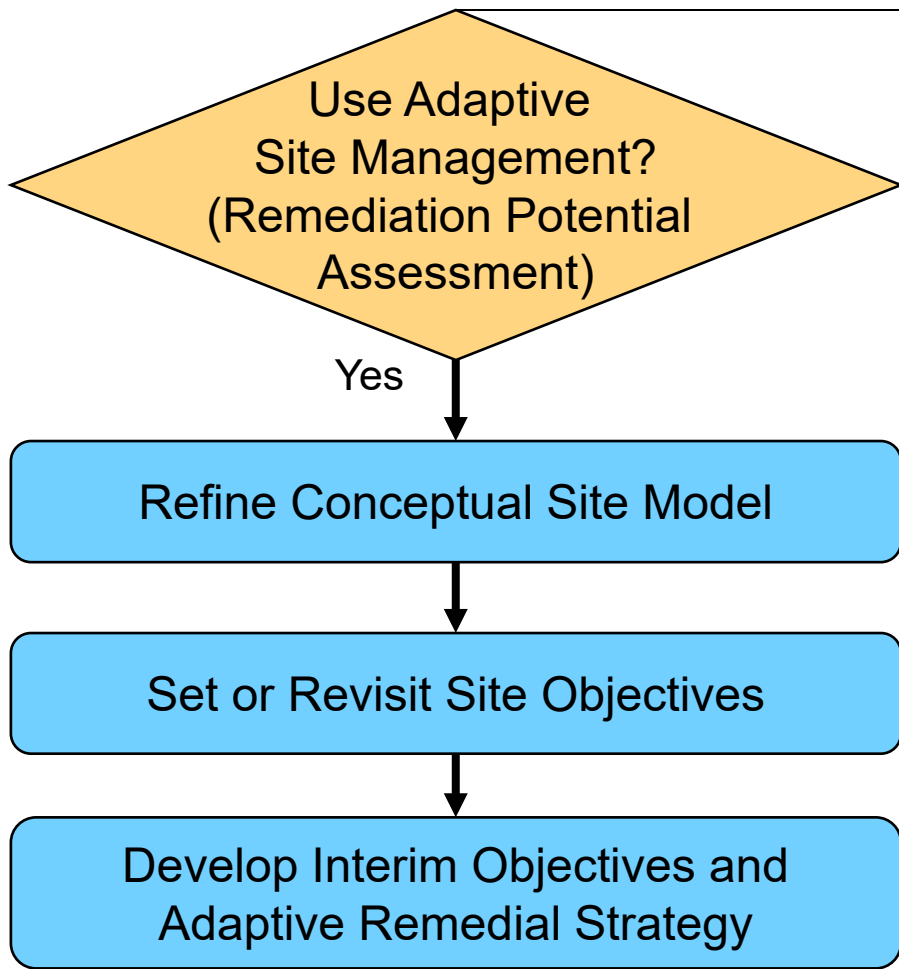 Use Adaptive
Site Management?
(Remediation Potential
Assessment)
Yes
Refine Conceptual Site Model
Set or Revisit Site Objectives
Develop Interim Objectives and
Adaptive Remedial Strategy